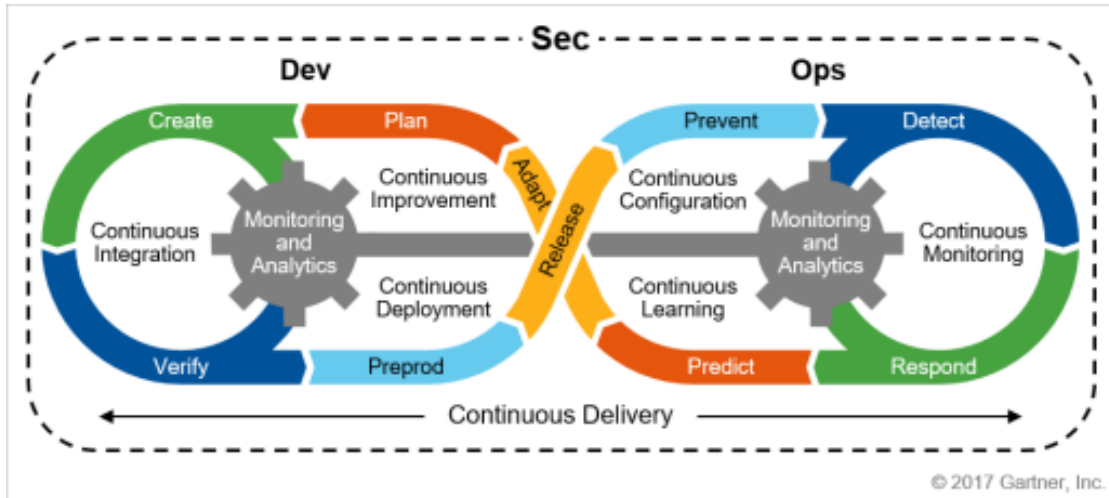 Sec
Dev
Ops
Create
Plan
Adapt
Release
Prevent
Detect
Continuous
Improvement
Continuous
Configuration
Continuous
Integration
Monitoring
and
Analytics
Monitoring
and
Analytics
Continuous
Monitoring
Continuous
Deployment
Continuous
Learning
Verify
Preprod
Predict
Respond
Continuous Delivery
© 2017 Gartner, Inc.